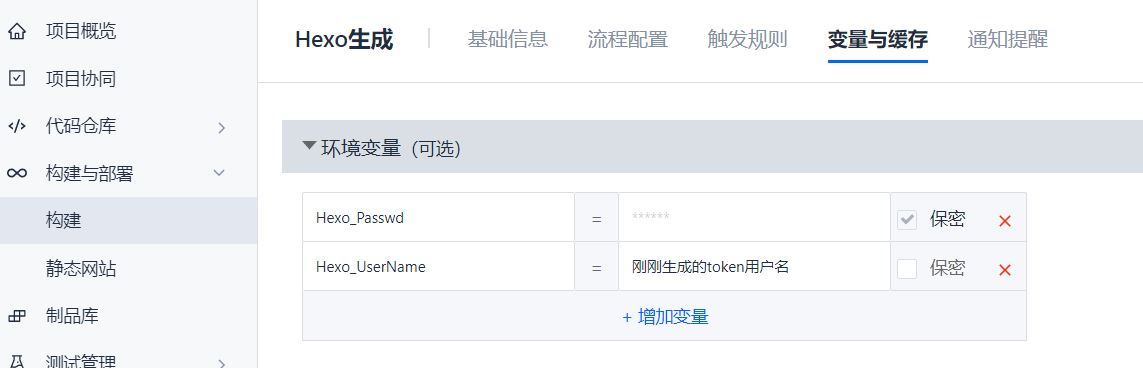 项目概览
项目协同
代码仓库
构建与部署
构建
静态网站
制品库
测试管理
Hexo生成
基础信息
流程配置
触发规则
变量与缓存
通知提醒
环境变量（可选）
Hexo_Passwd = ****** 保密
Hexo_UserName = 刚刚生成的token用户名 保密
+ 增加变量